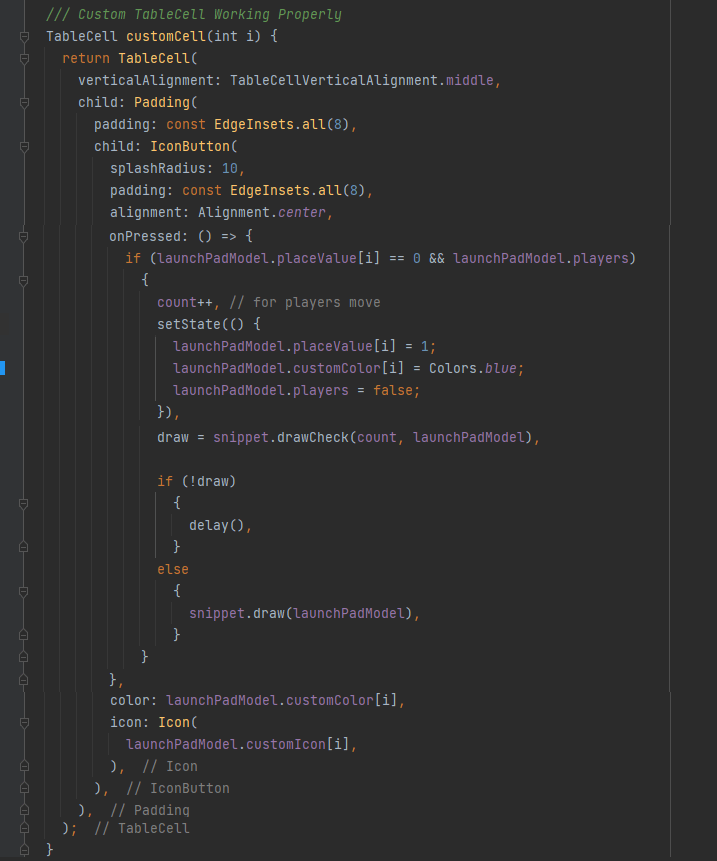 /// Custom TableCell Working Properly
TableCell customCell(int i) {
return TableCell(
verticalAlignment: TableCellVerticalAlignment.middle,
child: Padding(
padding: const EdgeInsets.all(8),
child: IconButton(
splashRadius: 10,
padding: const EdgeInsets.all(8),
alignment: Alignment.center,
onPressed: () => {
if (launchPadModel.placeValue[i] == 0 && launchPadModel.players)
{
count++, // for players move
setState(() {
launchPadModel.placeValue[i] = 1;
launchPadModel.customColor[i] = Colors.blue;
launchPadModel.players = false;
}),
draw = snippet.drawCheck(count, launchPadModel),
if (!draw)
{
delay(),
}
else
{
snippet.draw(launchPadModel),
}
}
},
color: launchPadModel.customColor[i],
icon: Icon(
launchPadModel.customIcon[i],
), // Icon
), // IconButton
), // Padding
); // TableCell
}